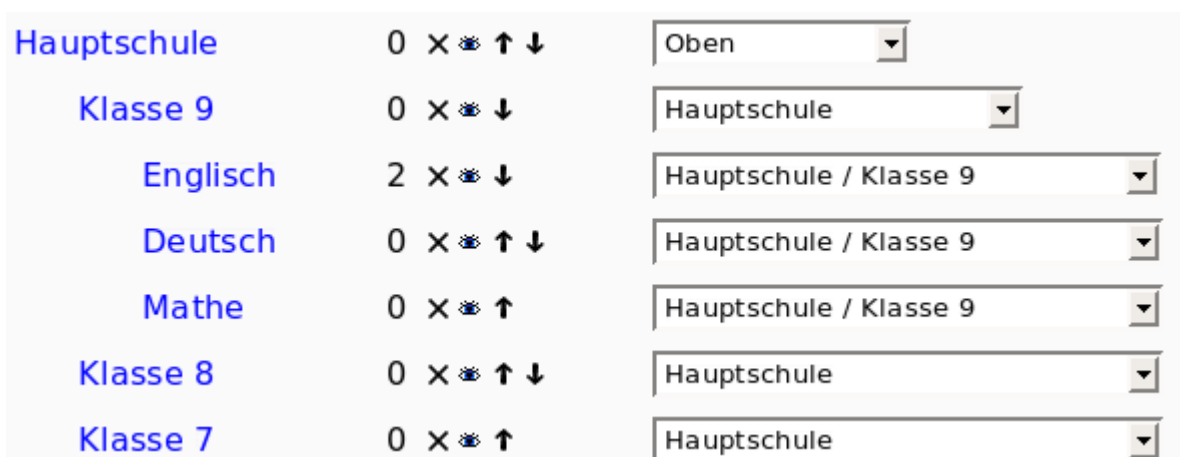 Hauptschule 0 Oben
Klasse 9 0 Hauptschule
Englisch 2 Hauptschule / Klasse 9
Deutsch 0 Hauptschule / Klasse 9
Mathe 0 Hauptschule / Klasse 9
Klasse 8 0 Hauptschule
Klasse 7 0 Hauptschule